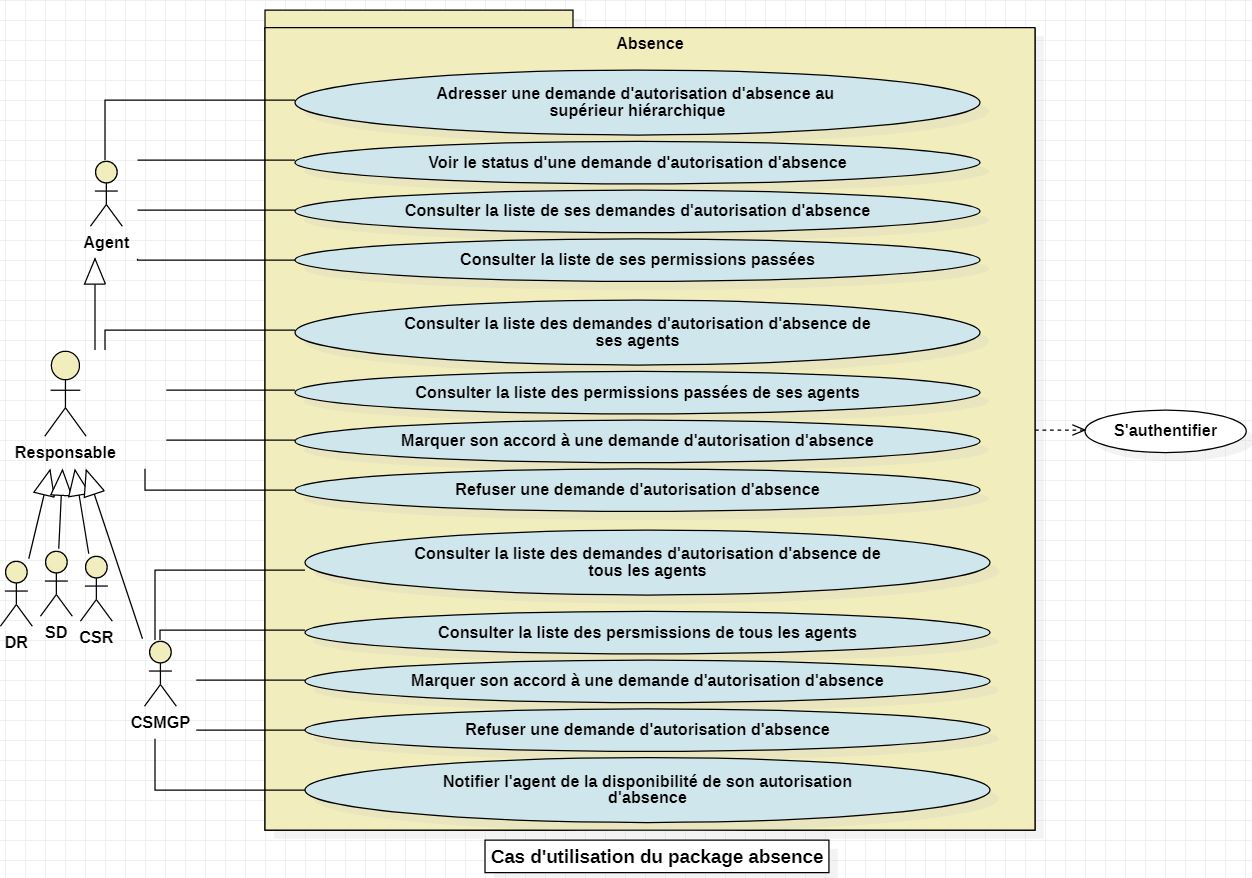 Absence
Adresser une demande d'autorisation d'absence au
supérieur hiérarchique
Voir le status d'une demande d'autorisation d'absence
Consulter la liste de ses demandes d'autorisation d'absence
Agent
Consulter la liste de ses permissions passées
Consulter la liste des demandes d'autorisation d'absence de
ses agents
Consulter la liste des permissions passées de ses agents
Marquer son accord à une demande d'autorisation d'absence
S'authentifier
Responsable
Refuser une demande d'autorisation d'absence
Consulter la liste des demandes d'autorisation d'absence de
tous les agents
DR
SD
CSR
Consulter la liste des persmissions de tous les agents
Marquer son accord à une demande d'autorisation d'absence
CSMGP
Refuser une demande d'autorisation d'absence
Notifier l'agent de la disponibilité de son autorisation
d'absence
Cas d'utilisation du package absence